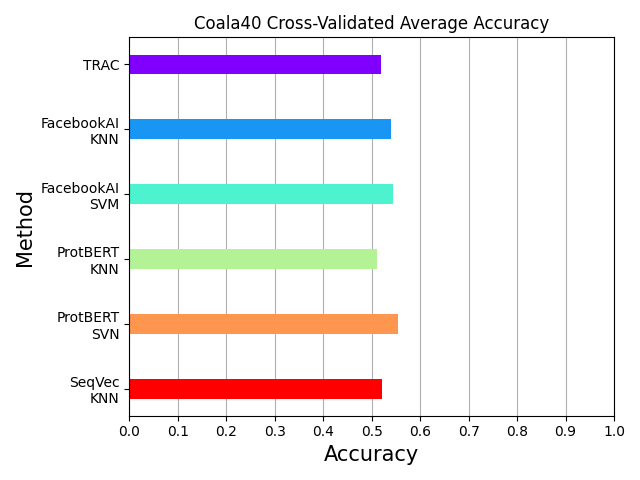 Coala40 Cross-Validated Average Accuracy
TRAC
FacebookAI
KNN
FacebookAI
SVM
ProtBERT
KNN
ProtBERT
SVN
SeqVec
KNN
Method
0.0 0.1 0.2 0.3 0.4 0.5 0.6 0.7 0.8 0.9 1.0
Accuracy